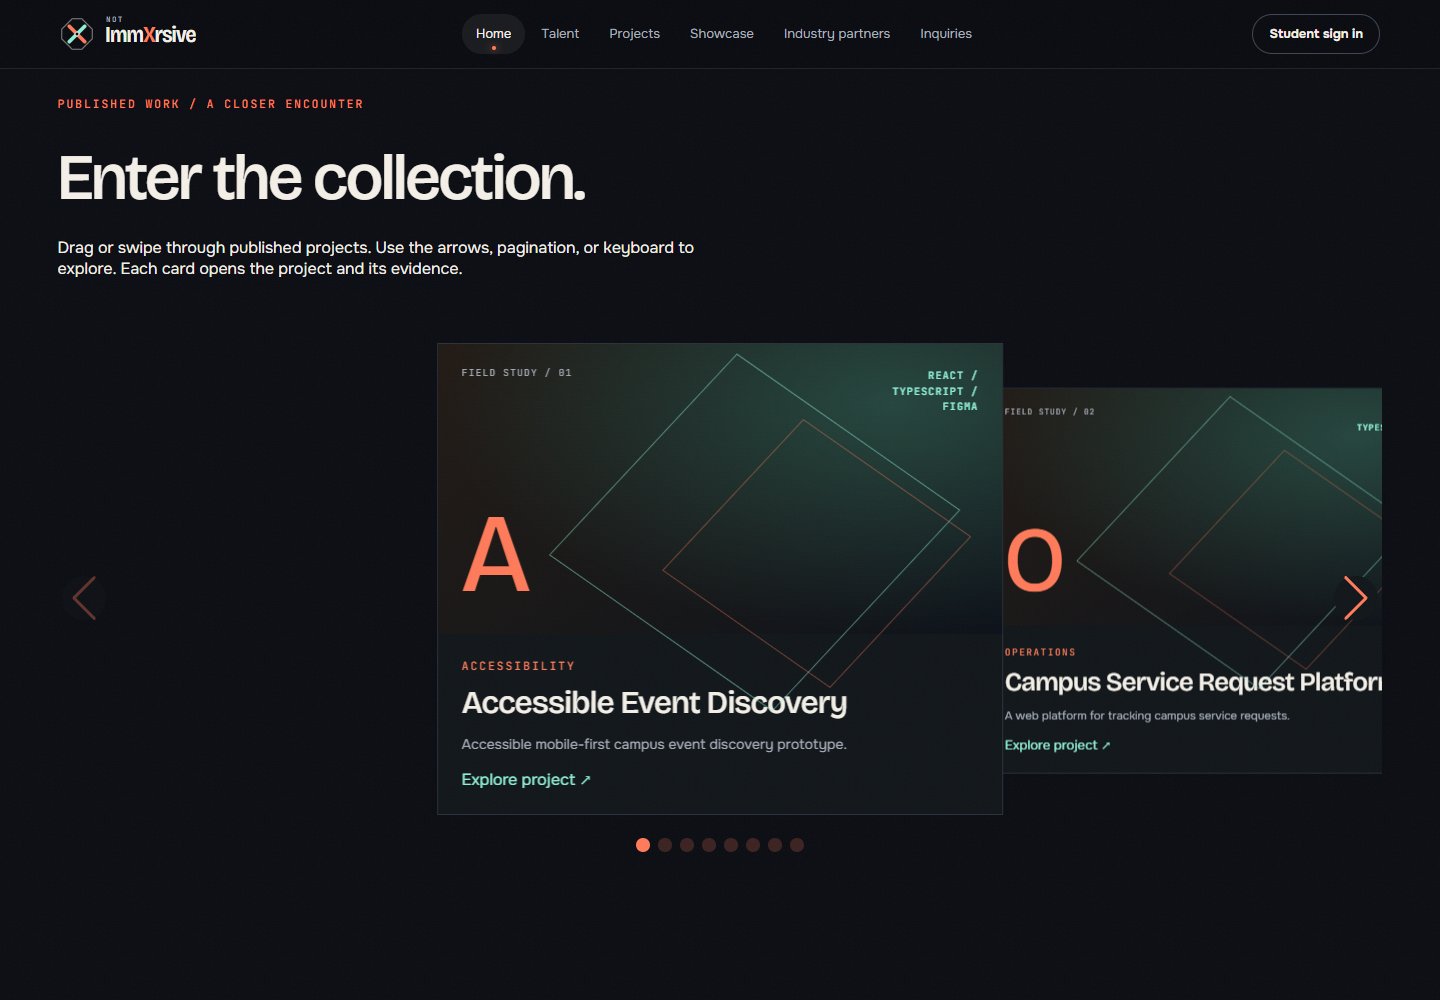 NOT
ImmXrsive
Home
Talent
Projects
Showcase
Industry partners
Inquiries
Student sign in
PUBLISHED WORK / A CLOSER ENCOUNTER
Enter the collection.
Drag or swipe through published projects. Use the arrows, pagination, or keyboard to
explore. Each card opens the project and its evidence.
FIELD STUDY / 01
REACT /
TYPESCRIPT /
FIGMA
A
ACCESSIBILITY
Accessible Event Discovery
Accessible mobile-first campus event discovery prototype.
Explore project ↗
FIELD STUDY / 02
O
OPERATIONS
Campus Service Request
A web platform for tracking campus service requests.
Explore project ↗